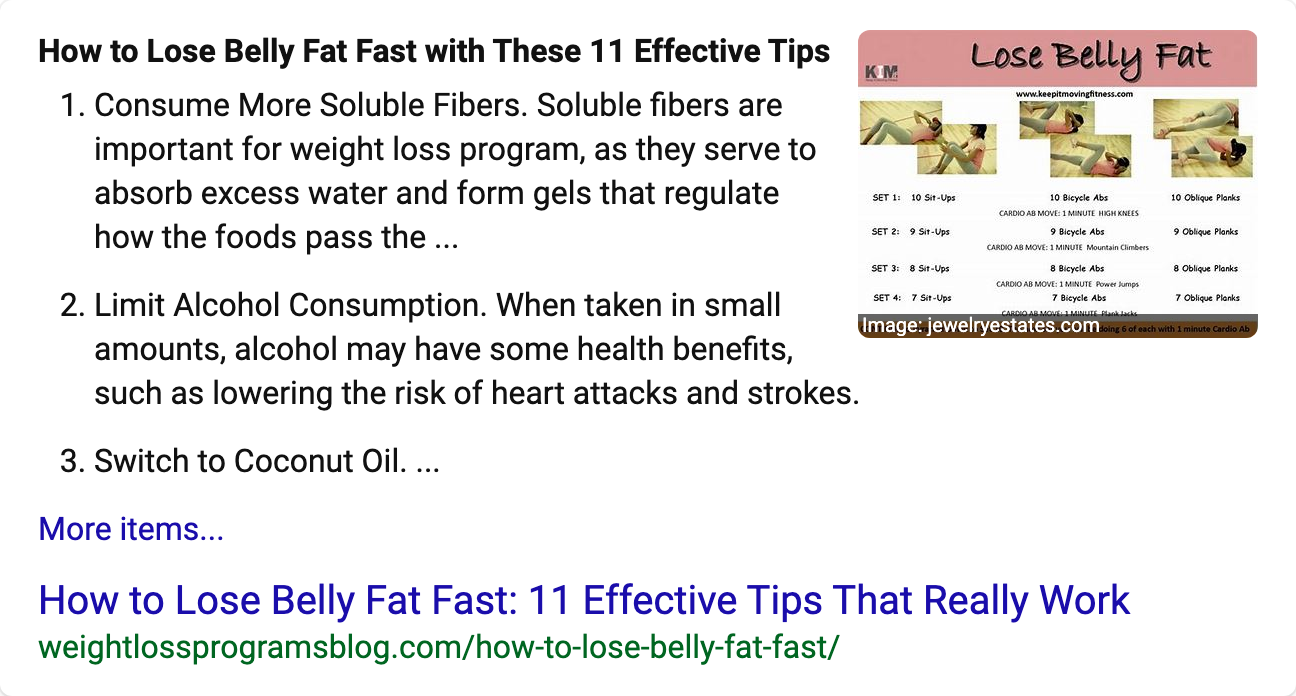 How to Lose Belly Fat Fast with These 11 Effective Tips
1. Consume More Soluble Fibers. Soluble fibers are
important for weight loss program, as they serve to
absorb excess water and form gels that regulate
how the foods pass the ...
2. Limit Alcohol Consumption. When taken in small
amounts, alcohol may have some health benefits,
such as lowering the risk of heart attacks and strokes.
3. Switch to Coconut Oil. ...
More items...
Lose Belly Fat
KIM
www.keepitmovingfitness.com
SET 1: 10 Sit-Ups 10 Bicycle Abs 10 Oblique Planks
CARDIO AB MOVE: 1 MINUTE HIGH KNEES
SET 2: 9 Sit-Ups 9 Bicycle Abs 9 Oblique Planks
CARDIO AB MOVE: 1 MINUTE Mountain Climbers
SET 3: 8 Sit-Ups 8 Bicycle Abs 8 Oblique Planks
CARDIO AB MOVE: 1 MINUTE Power Jumps
SET 4: 7 Sit-Ups 7 Bicycle Abs 7 Oblique Planks
CARDIO AB MOVE: 1 MINUTE Plank Jacks
Image: jewelryestates.com doing 6 of each with 1 minute Cardio Ab
How to Lose Belly Fat Fast: 11 Effective Tips That Really Work
weightlossprogramsblog.com/how-to-lose-belly-fat-fast/